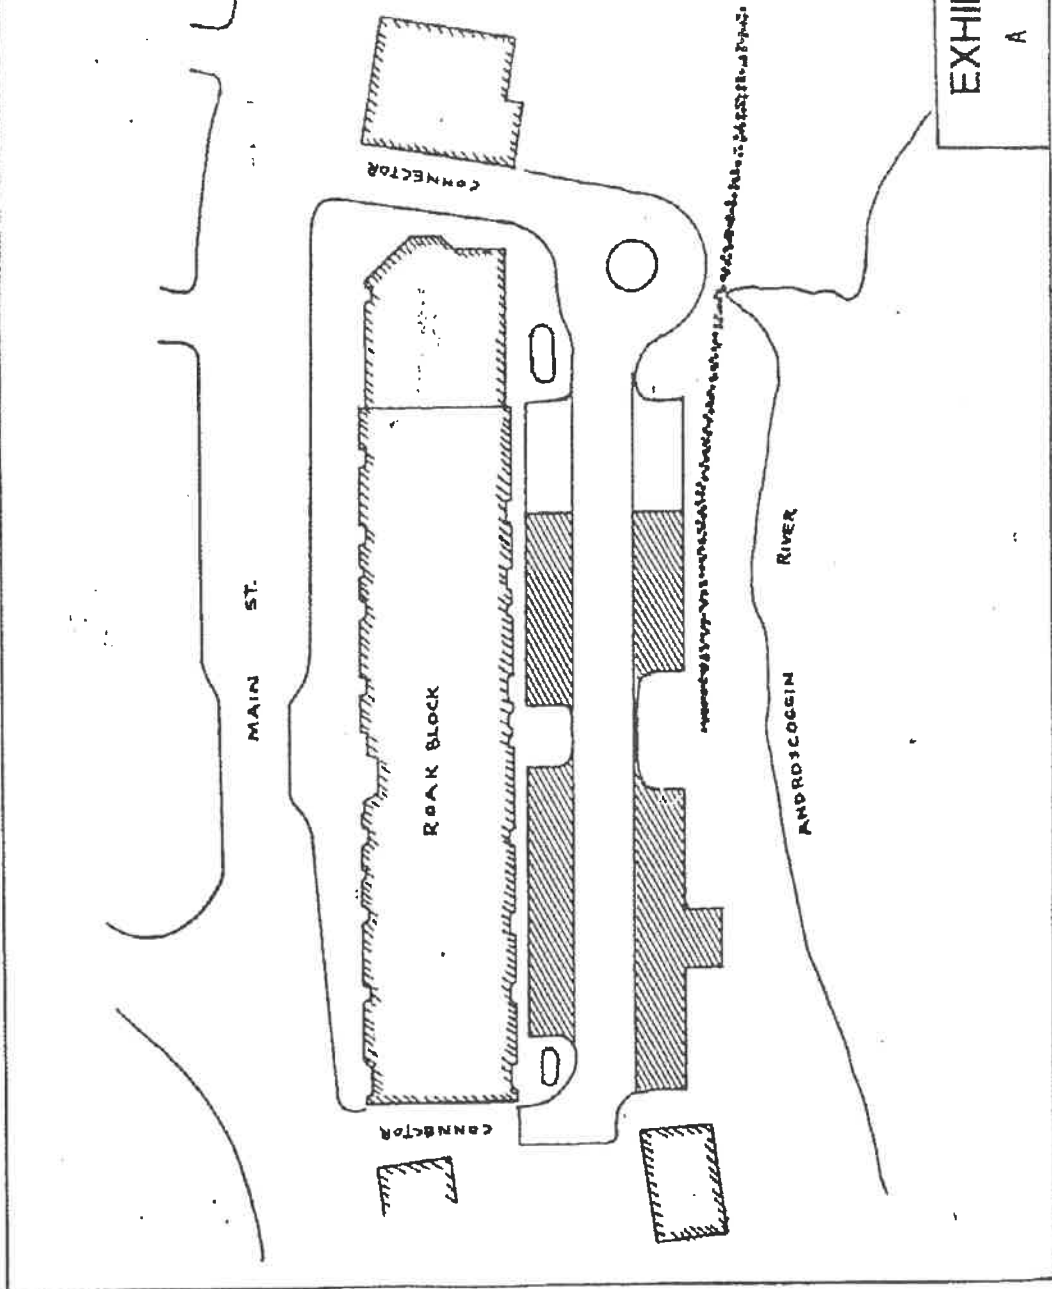 EXHI
A
CONNECTOR
MAIN ST.
ROAK BLOCK
ANDROSCOGGIN RIVER
CONNECTOR